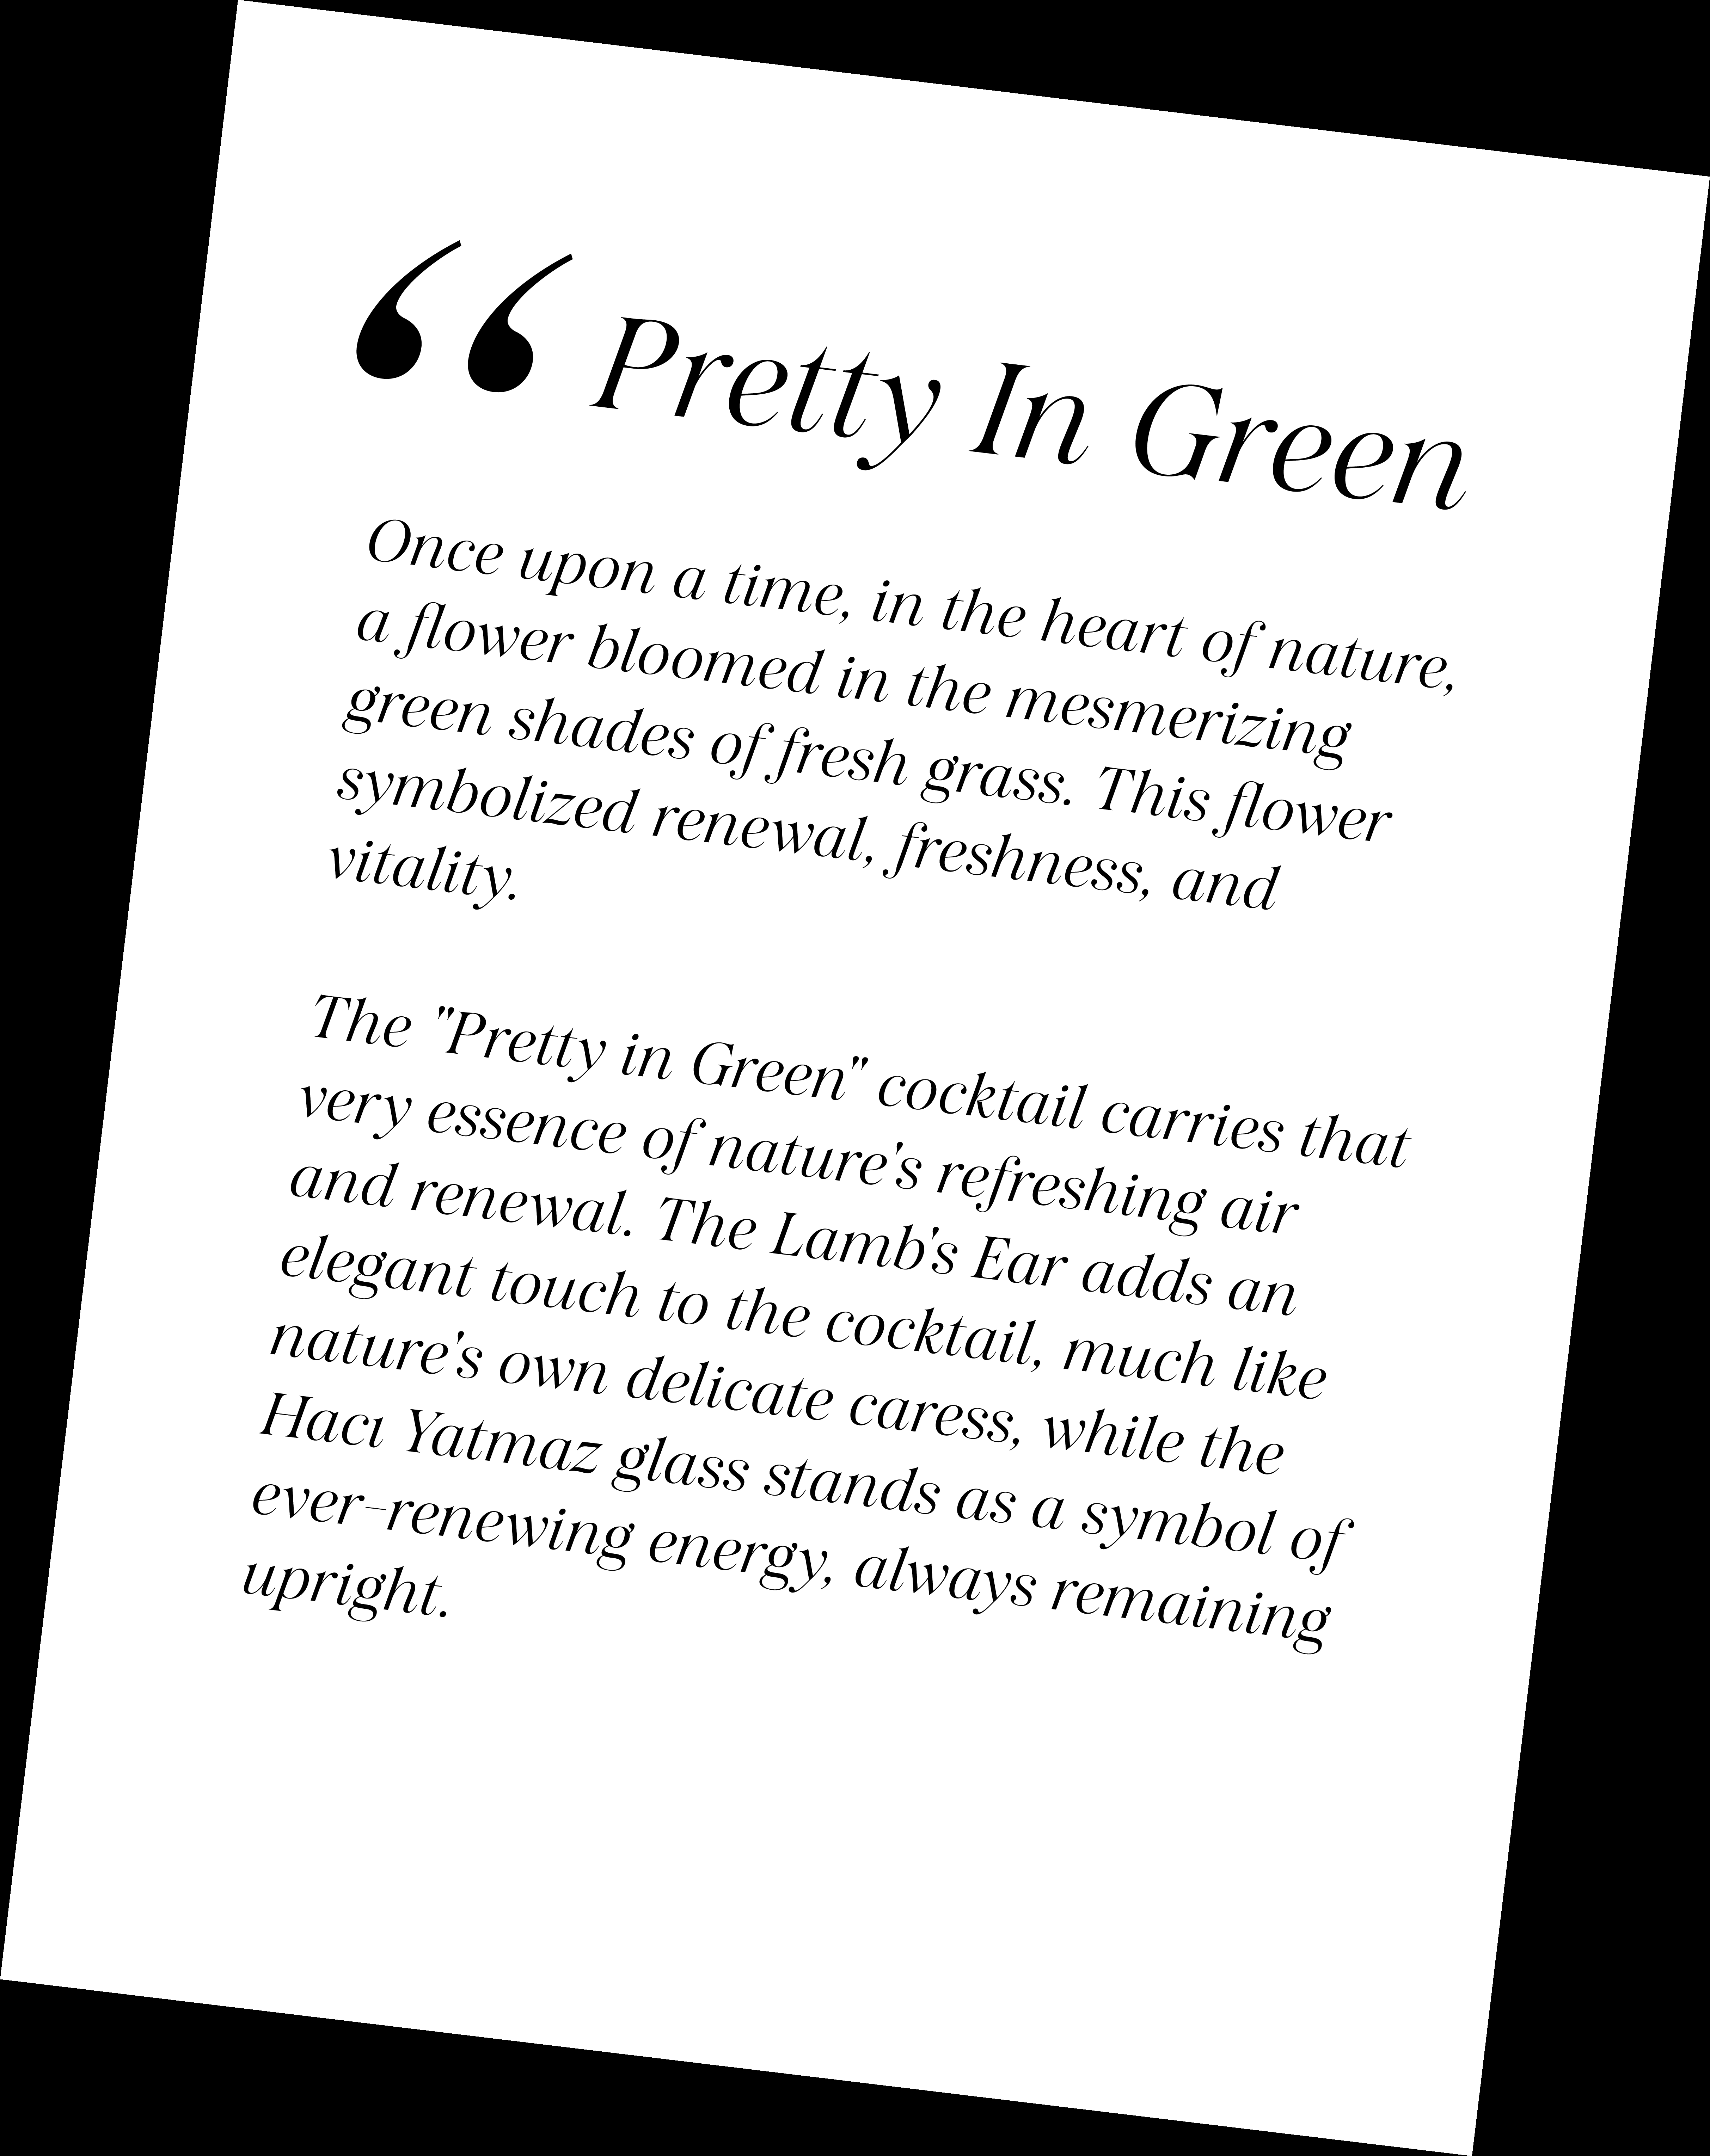 “ Pretty In Green
Once upon a time, in the heart of nature,
a flower bloomed in the mesmerizing
green shades of fresh grass. This flower
symbolized renewal, freshness, and
vitality.
The "Pretty in Green" cocktail carries that
very essence of nature's refreshing air
and renewal. The Lamb's Ear adds an
elegant touch to the cocktail, much like
nature's own delicate caress, while the
Hacı Yatmaz glass stands as a symbol of
ever-renewing energy, always remaining
upright.